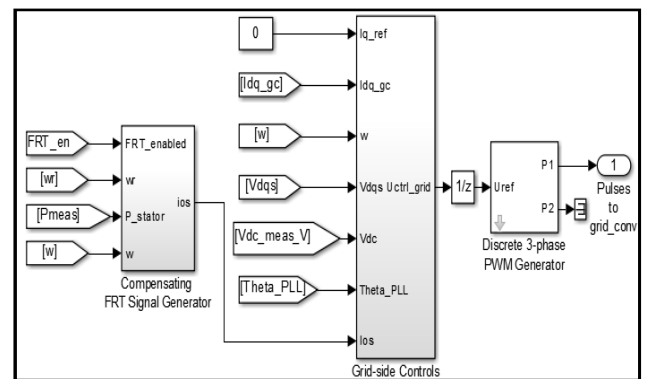 0
Iq_ref
[Idq_gc]
Idq_gc
FRT_en
FRT_enabled
[w]
w
[wr]
wr
[Pmeas]
P_stator
ios
[w]
w
[Vdqs]
Vdqs
Uctrl_grid
1/z
Uref
P1
P2
1
Pulses
to
grid_conv
[Vdc_meas_V]
Vdc
Discrete 3-phase
PWM Generator
Compensating
FRT Signal Generator
[Theta_PLL]
Theta_PLL
Ios
Grid-side Controls